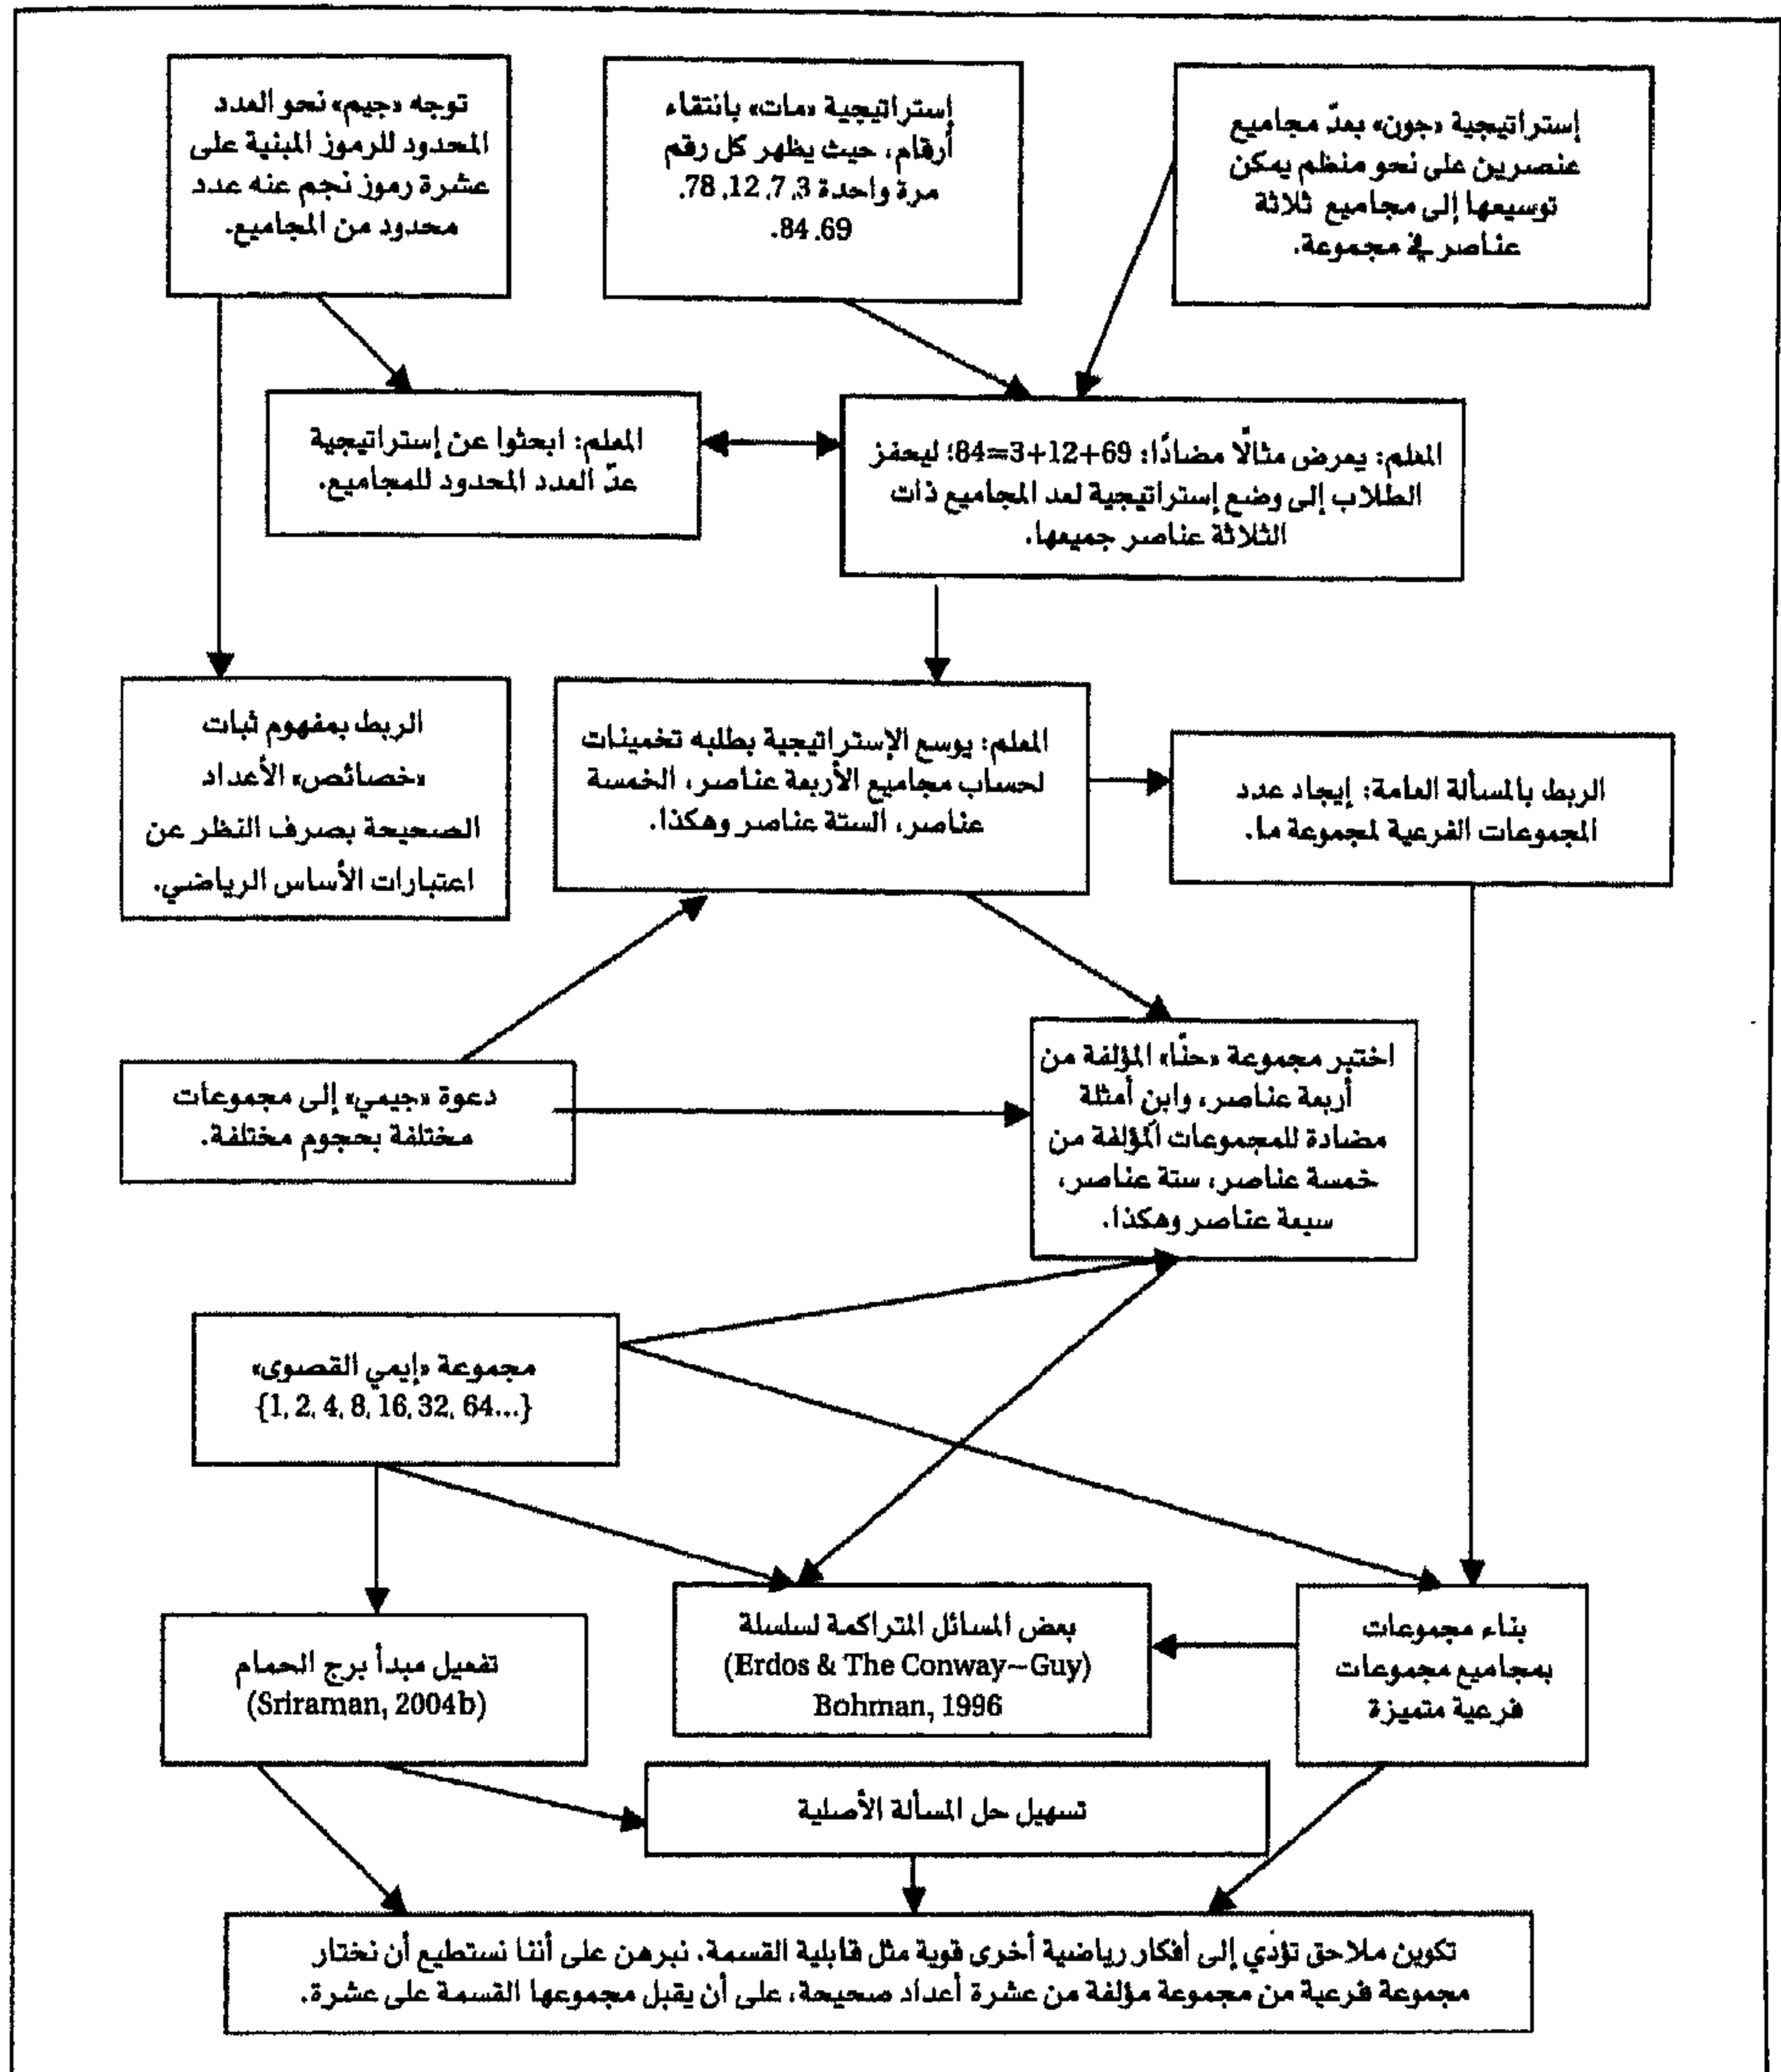 إستراتيجية «جون» بعدّ مجاميع
عنصرين على نحو منظم يمكن
توسيعها إلى مجاميع ثلاثة
عناصر في مجموعة.
إستراتيجية «مات» بانتقاء
أرقام، حيث يظهر كل رقم
مرة واحدة 3، 7، 12، 78،
69، 84.
توجه «جيم» نحو العدد
المحدود للرموز المبنية على
عشرة رموز نجم عنه عدد
محدود من المجاميع.
المعلم: يعرض مثالًا مضادًا: 69+12+3=84؛ ليحفز
الطلاب إلى وضع إستراتيجية لعد المجاميع ذات
الثلاثة عناصر جميعها.
المعلم: ابحثوا عن إستراتيجية
عدّ العدد المحدود للمجاميع.
الربط بالمسألة العامة: إيجاد عدد
المجموعات الفرعية لمجموعة ما.
المعلم: يوسع الإستراتيجية بطلبه تخمينات
لحساب مجاميع الأربعة عناصر، الخمسة
عناصر، الستة عناصر وهكذا.
الربط بمفهوم ثبات
«خصائص» الأعداد
الصحيحة بصرف النظر عن
اعتبارات الأساس الرياضي.
اختبر مجموعة «حنّا» المؤلفة من
أربعة عناصر، وابنِ أمثلة
مضادة للمجموعات المؤلفة من
خمسة عناصر، ستة عناصر،
سبعة عناصر وهكذا.
دعوة «جيمي» إلى مجموعات
مختلفة بحجوم مختلفة.
مجموعة «إيمي القصوى»
{1, 2, 4, 8, 16, 32, 64...}
بناء مجموعات
بمجاميع مجموعات
فرعية متميزة
بعض المسائل المتراكمة لسلسلة
(Erdos & The Conway–Guy)
Bohman, 1996
تفعيل مبدأ برج الحمام
(Sriraman, 2004b)
تسهيل حل المسألة الأصلية
تكوين ملاحق تؤدي إلى أفكار رياضية أخرى قوية مثل قابلية القسمة. نبرهن على أننا نستطيع أن نختار
مجموعة فرعية من مجموعة مؤلفة من عشرة أعداد صحيحة، على أن يقبل مجموعها القسمة على عشرة.